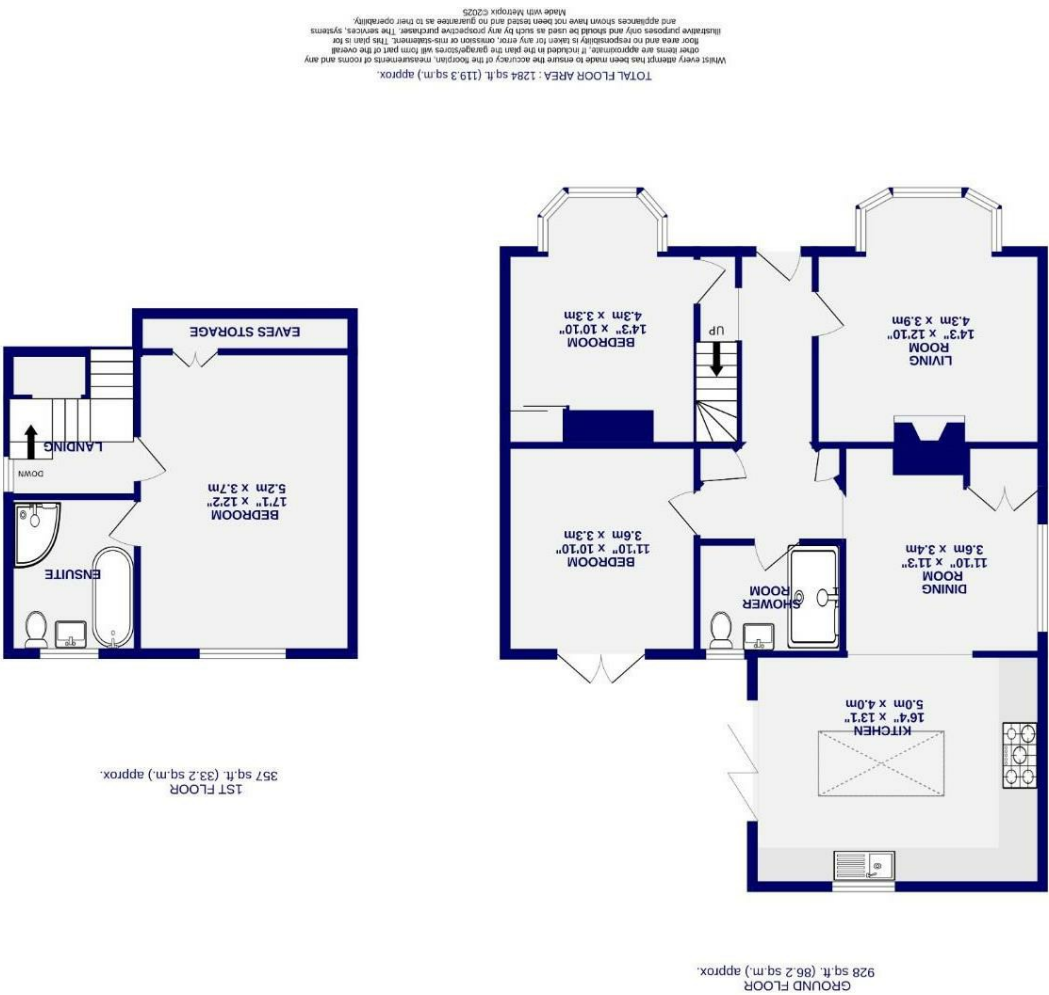 GROUND FLOOR
928 sq.ft. (86.2 sq.m.) approx.
1ST FLOOR
357 sq.ft. (33.2 sq.m.) approx.
KITCHEN
16'4" x 13'1"
5.0m x 4.0m
DINING
ROOM
11'10" x 11'3"
3.6m x 3.4m
SHOWER
ROOM
BEDROOM
11'10" x 10'10"
3.6m x 3.3m
LIVING
ROOM
14'3" x 12'10"
4.3m x 3.9m
UP
BEDROOM
14'3" x 10'10"
4.3m x 3.3m
ENSUITE
BEDROOM
17'1" x 12'2"
5.2m x 3.7m
DOWN
LANDING
EAVES STORAGE
TOTAL FLOOR AREA : 1284 sq.ft. (119.3 sq.m.) approx.
Whilst every attempt has been made to ensure the accuracy of the floorplan, measurements of rooms and any
other items are approximate, if included in the plan the garage/stores will form part of the overall
floor area and no responsibility is taken for any error, omission or mis-statement. This plan is for
illustrative purposes only and should be used as such by any prospective purchaser. The services, systems
and appliances shown have not been tested and no guarantee as to their operability.
Made with Metropix ©2025